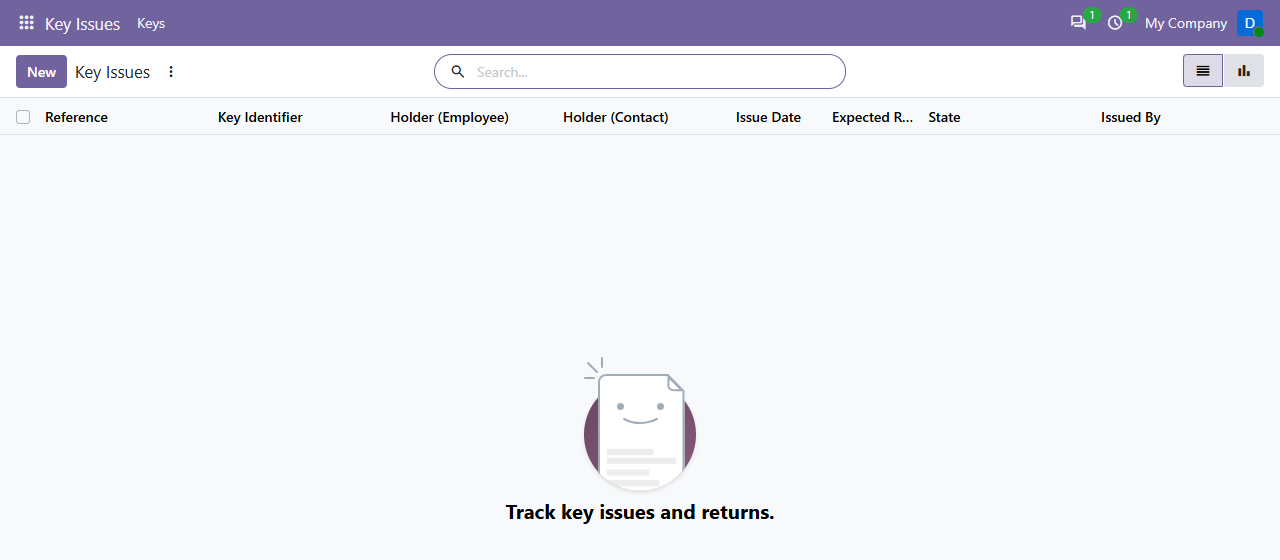 Key Issues Keys 1 1 My Company D
New Key Issues Search...
Reference Key Identifier Holder (Employee) Holder (Contact) Issue Date Expected R... State Issued By
Track key issues and returns.